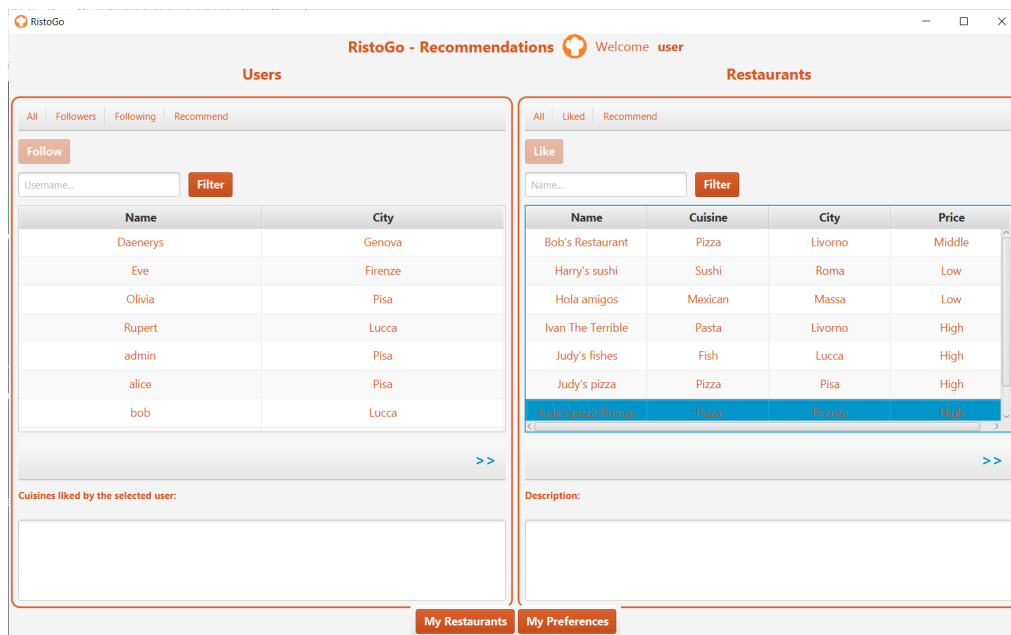 RistoGo
RistoGo - Recommendations Welcome user
Users
All Followers Following Recommend
Follow
Username... Filter
Name City
Daenerys Genova
Eve Firenze
Olivia Pisa
Rupert Lucca
admin Pisa
alice Pisa
bob Lucca
>>
Cuisines liked by the selected user:
Restaurants
All Liked Recommend
Like
Name... Filter
Name Cuisine City Price
Bob's Restaurant Pizza Livorno Middle
Harry's sushi Sushi Roma Low
Hola amigos Mexican Massa Low
Ivan The Terrible Pasta Livorno High
Judy's fishes Fish Lucca High
Judy's pizza Pizza Pisa High
Judy's pizza Firenze Pizza Firenze High
>>
Description:
My Restaurants My Preferences